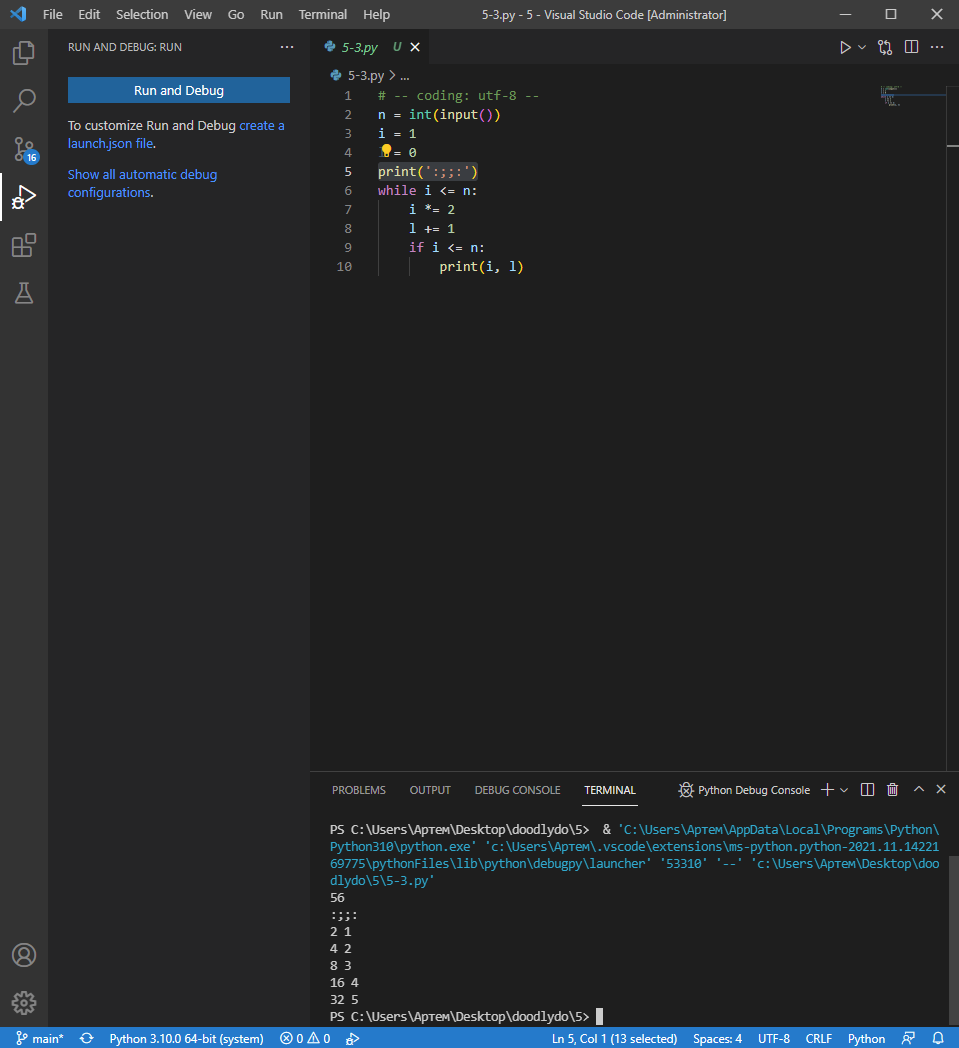 File Edit Selection View Go Run Terminal Help 5-3.py - 5 - Visual Studio Code [Administrator]
RUN AND DEBUG: RUN
Run and Debug
To customize Run and Debug create a
launch.json file.
Show all automatic debug
configurations.
16
5-3.py U
5-3.py > ...
1 # -- coding: utf-8 --
2 n = int(input())
3 i = 1
4 = 0
5 print(':;;:')
6 while i <= n:
7 i *= 2
8 l += 1
9 if i <= n:
10 print(i, l)
PROBLEMS OUTPUT DEBUG CONSOLE TERMINAL Python Debug Console
PS C:\Users\Артем\Desktop\doodlydo\5> & 'C:\Users\Артем\AppData\Local\Programs\Python\
Python310\python.exe' 'c:\Users\Артем\.vscode\extensions\ms-python.python-2021.11.14221
69775\pythonFiles\lib\python\debugpy\launcher' '53310' '--' 'c:\Users\Артем\Desktop\doo
dlydo\5\5-3.py'
56
:;;:
2 1
4 2
8 3
16 4
32 5
PS C:\Users\Артем\Desktop\doodlydo\5>
main* Python 3.10.0 64-bit (system) 0 0 Ln 5, Col 1 (13 selected) Spaces: 4 UTF-8 CRLF Python